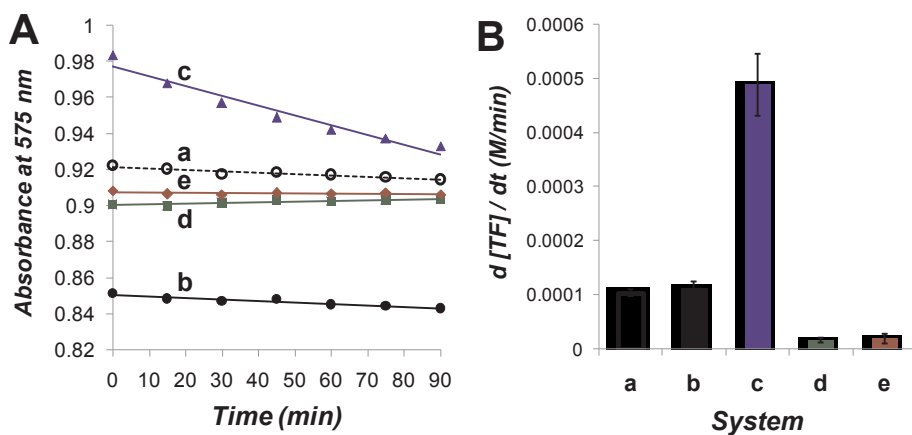 A
Absorbance at 575 nm
1
0.98
0.96
0.94
0.92
0.9
0.88
0.86
0.84
0.82
c
a
e
d
b
0 10 20 30 40 50 60 70 80 90
Time (min)
B
d [TF] / dt (M/min)
0.0006
0.0005
0.0004
0.0003
0.0002
0.0001
0
a b c d e
System